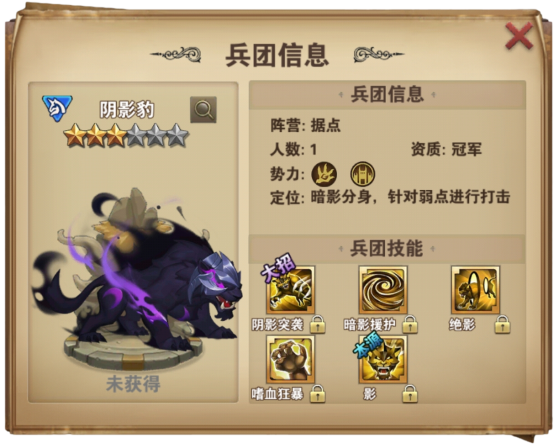 兵团信息
阴影豹
未获得
兵团信息
阵营: 据点
人数: 1 资质: 冠军
势力:
定位: 暗影分身，针对弱点进行打击
兵团技能
大招
阴影突袭 暗影援护 绝影
本源
嗜血狂暴 影